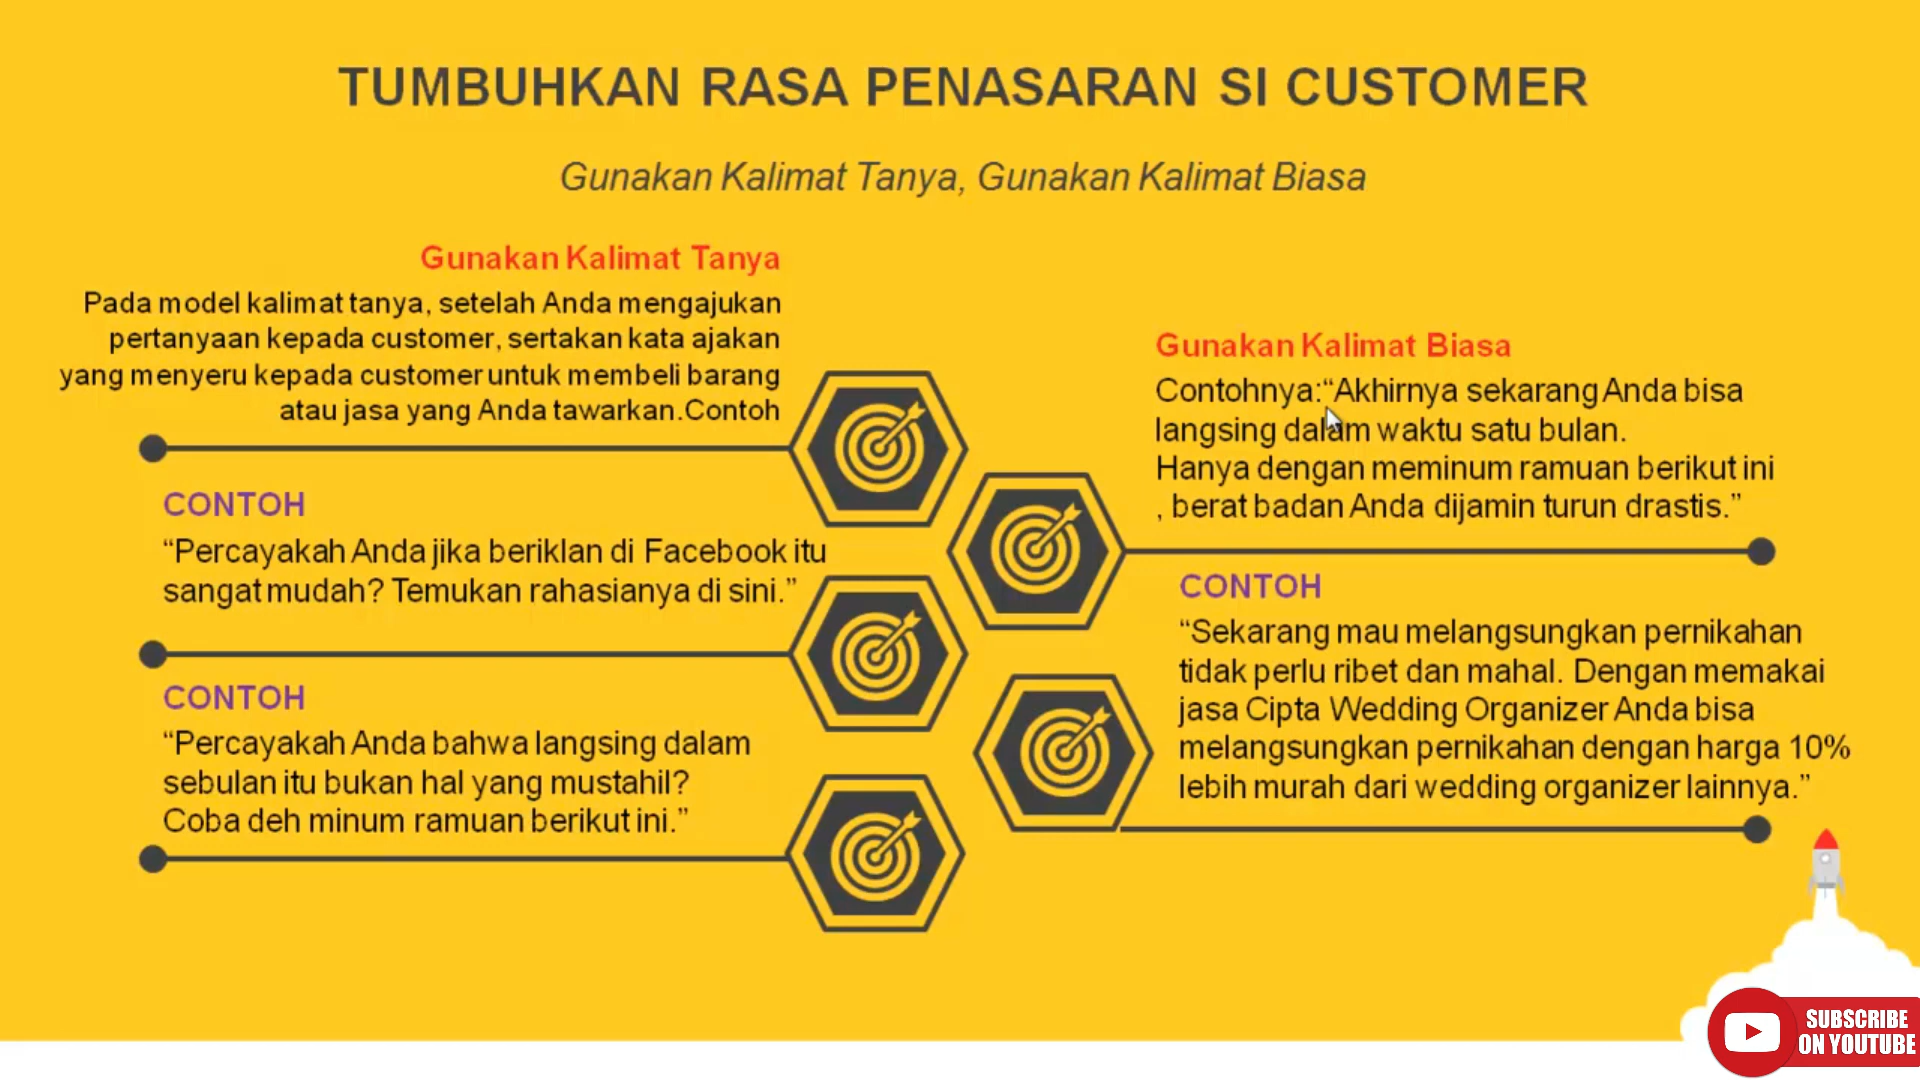 TUMBUHKAN RASA PENASARAN SI CUSTOMER
Gunakan Kalimat Tanya, Gunakan Kalimat Biasa
Gunakan Kalimat Tanya
Pada model kalimat tanya, setelah Anda mengajukan
pertanyaan kepada customer, sertakan kata ajakan
yang menyeru kepada customer untuk membeli barang
atau jasa yang Anda tawarkan.Contoh
CONTOH
“Percayakah Anda jika beriklan di Facebook itu
sangat mudah? Temukan rahasianya di sini.”
CONTOH
“Percayakah Anda bahwa langsing dalam
sebulan itu bukan hal yang mustahil?
Coba deh minum ramuan berikut ini.”
Gunakan Kalimat Biasa
Contohnya:“Akhirnya sekarang Anda bisa
langsing dalam waktu satu bulan.
Hanya dengan meminum ramuan berikut ini
, berat badan Anda dijamin turun drastis.”
CONTOH
“Sekarang mau melangsungkan pernikahan
tidak perlu ribet dan mahal. Dengan memakai
jasa Cipta Wedding Organizer Anda bisa
melangsungkan pernikahan dengan harga 10%
lebih murah dari wedding organizer lainnya.”
SUBSCRIBE
ON YOUTUBE